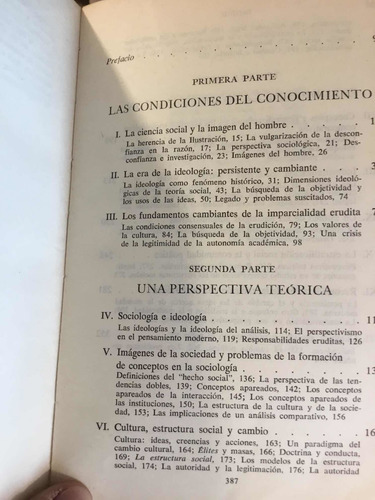 Prefacio . . . . . . . . . . . . . . . 9
PRIMERA PARTE
LAS CONDICIONES DEL CONOCIMIENTO
I. La ciencia social y la imagen del hombre . . . . . 1
La herencia de la Ilustración, 15; La vulgarización de la descon-
fianza en la razón, 17; La perspectiva sociológica, 21; Des-
confianza e investigación, 23; Imágenes del hombre, 26
II. La era de la ideología: persistente y cambiante . . . . 3
La ideología como fenómeno histórico, 31; Dimensiones ideoló-
gicas de la teoría social, 43; La búsqueda de la objetividad y
los usos de las ideas, 50; Legado y problemas suscitados, 74
III. Los fundamentos cambiantes de la imparcialidad erudita 7
Las condiciones consensuales de la erudición, 79; Los valores de
la cultura, 84; La búsqueda de la objetividad, 93; Una crisis
de la legitimidad de la autonomía académica, 98
SEGUNDA PARTE
UNA PERSPECTIVA TEÓRICA
IV. Sociología e ideología . . . . . . . . . . 11
Las ideologías y la ideología del análisis, 114; El perspectivismo
en el pensamiento moderno, 119; Responsabilidades eruditas, 126
V. Imágenes de la sociedad y problemas de la formación
de conceptos en la sociología . . . . . . . . 13
Definiciones del "hecho social", 136; La perspectiva de las ten-
dencias dobles, 139; Conceptos apareados, 142; Los conceptos
apareados de la interacción, 145; Los conceptos apareados de
las instituciones, 150; La estructura de la cultura y de la socie-
dad, 153; Las implicaciones de un análisis comparativo, 156
VI. Cultura, estructura social y cambio . . . . . . 16
Cultura: ideas, creencias y acciones, 163; Un paradigma del
cambio cultural, 164; Élites y masas, 166; Doctrina y conducta,
169; La estructura social, 173; Los modelos de la estructura
social, 174; La autoridad y la legitimación, 176; La autoridad
387